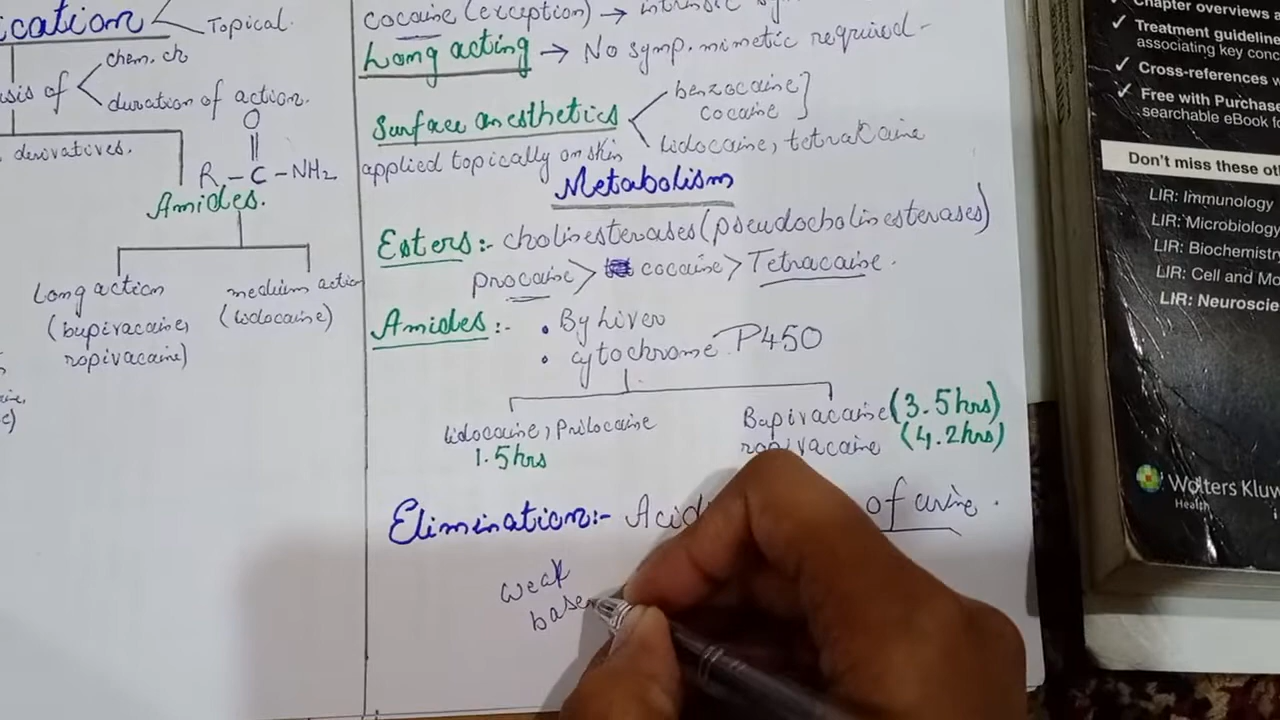 ication
Topical
chem. ch
sis of
duration of action.
derivatives.
O
R - C - NH2
Amides.
Long action
medium action
(bupivacaine,
(lidocaine)
ropivacaine)
cocaine (exception) →
Long acting → No symp. mimetic required -
Surface anesthetics
benzocaine
cocaine
lidocaine, tetracaine
applied topically on skin
Metabolism
Esters:- cholinesterases (pseudocholinesterases)
procaine > cocaine > Tetracaine.
Amides:- • By liver
• cytochrome P450
lidocaine, Prilocaine
1.5 hrs
Bupivacaine (3.5 hrs)
ropivacaine (4.2 hrs)
Elimination:- Acidi of urine.
weak
base
Chapter overviews a
✓ Treatment guideline
associating key conc
✓ Cross-references w
✓ Free with Purchase
searchable eBook fo
Don't miss these ot
LIR: Immunology
LIR: Microbiology
LIR: Biochemistry
LIR: Cell and Mo
LIR: Neuroscie
Wolters Kluw
Health